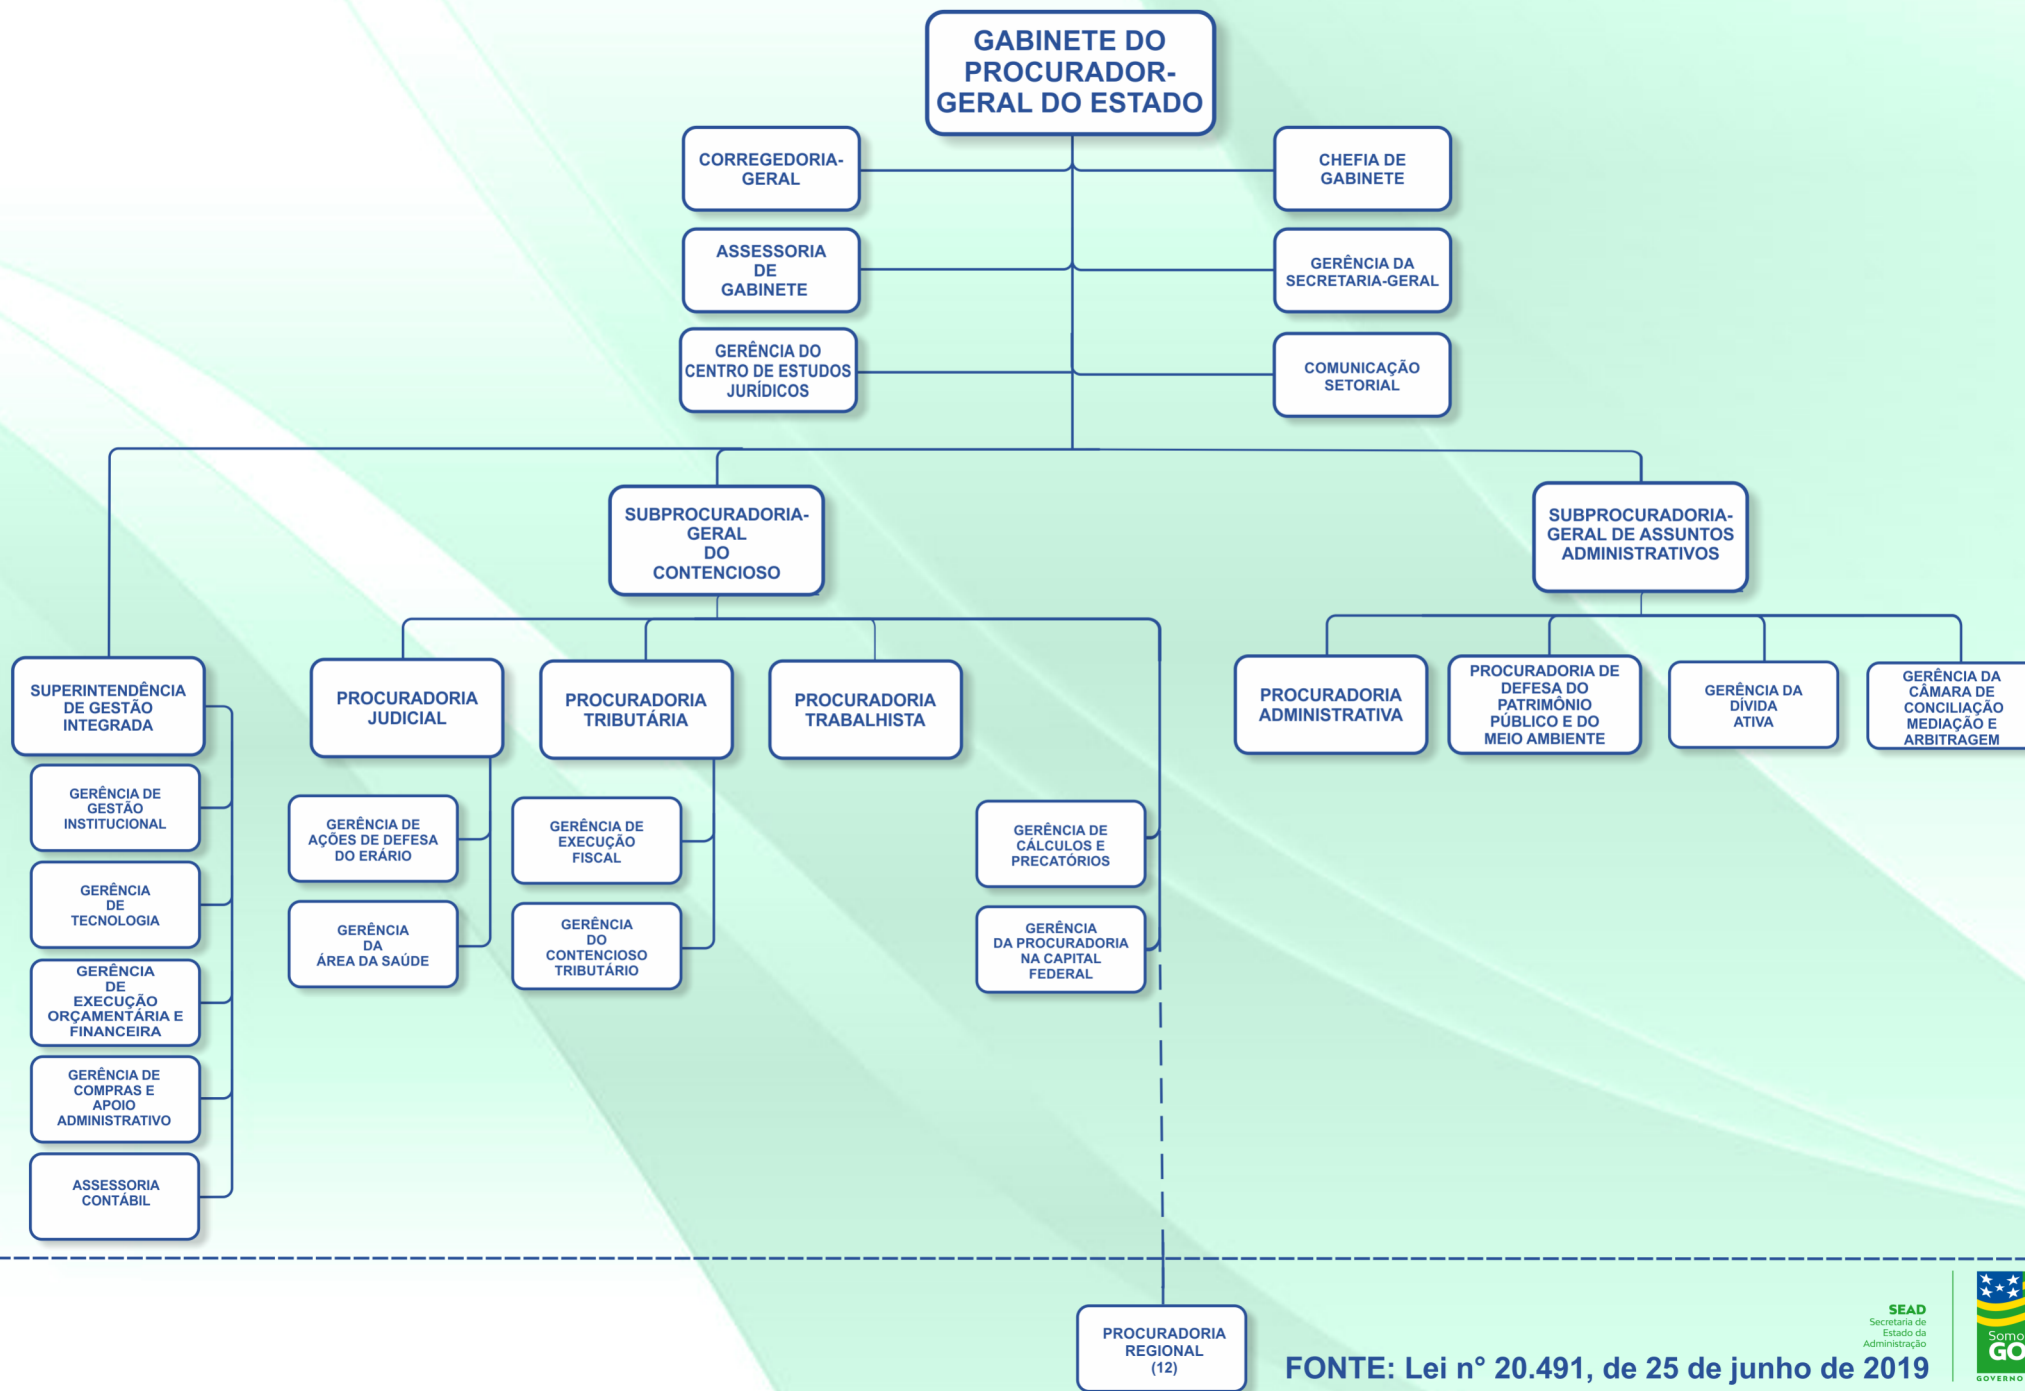 GABINETE DO
PROCURADOR-
GERAL DO ESTADO
CORREGEDORIA-
GERAL
CHEFIA DE
GABINETE
ASSESSORIA
DE
GABINETE
GERÊNCIA DA
SECRETARIA-GERAL
GERÊNCIA DO
CENTRO DE ESTUDOS
JURÍDICOS
COMUNICAÇÃO
SETORIAL
SUBPROCURADORIA-
GERAL
DO
CONTENCIOSO
SUBPROCURADORIA-
GERAL DE ASSUNTOS
ADMINISTRATIVOS
SUPERINTENDÊNCIA
DE GESTÃO
INTEGRADA
PROCURADORIA
JUDICIAL
PROCURADORIA
TRIBUTÁRIA
PROCURADORIA
TRABALHISTA
PROCURADORIA
ADMINISTRATIVA
PROCURADORIA DE
DEFESA DO
PATRIMÔNIO
PÚBLICO E DO
MEIO AMBIENTE
GERÊNCIA DA
DÍVIDA
ATIVA
GERÊNCIA DA
CÂMARA DE
CONCILIAÇÃO
MEDIAÇÃO E
ARBITRAGEM
GERÊNCIA DE
GESTÃO
INSTITUCIONAL
GERÊNCIA DE
AÇÕES DE DEFESA
DO ERÁRIO
GERÊNCIA DE
EXECUÇÃO
FISCAL
GERÊNCIA DE
CÁLCULOS E
PRECATÓRIOS
GERÊNCIA
DE
TECNOLOGIA
GERÊNCIA
DA
ÁREA DA SAÚDE
GERÊNCIA
DO
CONTENCIOSO
TRIBUTÁRIO
GERÊNCIA
DA PROCURADORIA
NA CAPITAL
FEDERAL
GERÊNCIA
DE
EXECUÇÃO
ORÇAMENTÁRIA E
FINANCEIRA
GERÊNCIA DE
COMPRAS E
APOIO
ADMINISTRATIVO
ASSESSORIA
CONTÁBIL
PROCURADORIA
REGIONAL
(12)
SEAD
Secretaria de
Estado da
Administração
FONTE: Lei n° 20.491, de 25 de junho de 2019
Somo
GO
GOVERNO